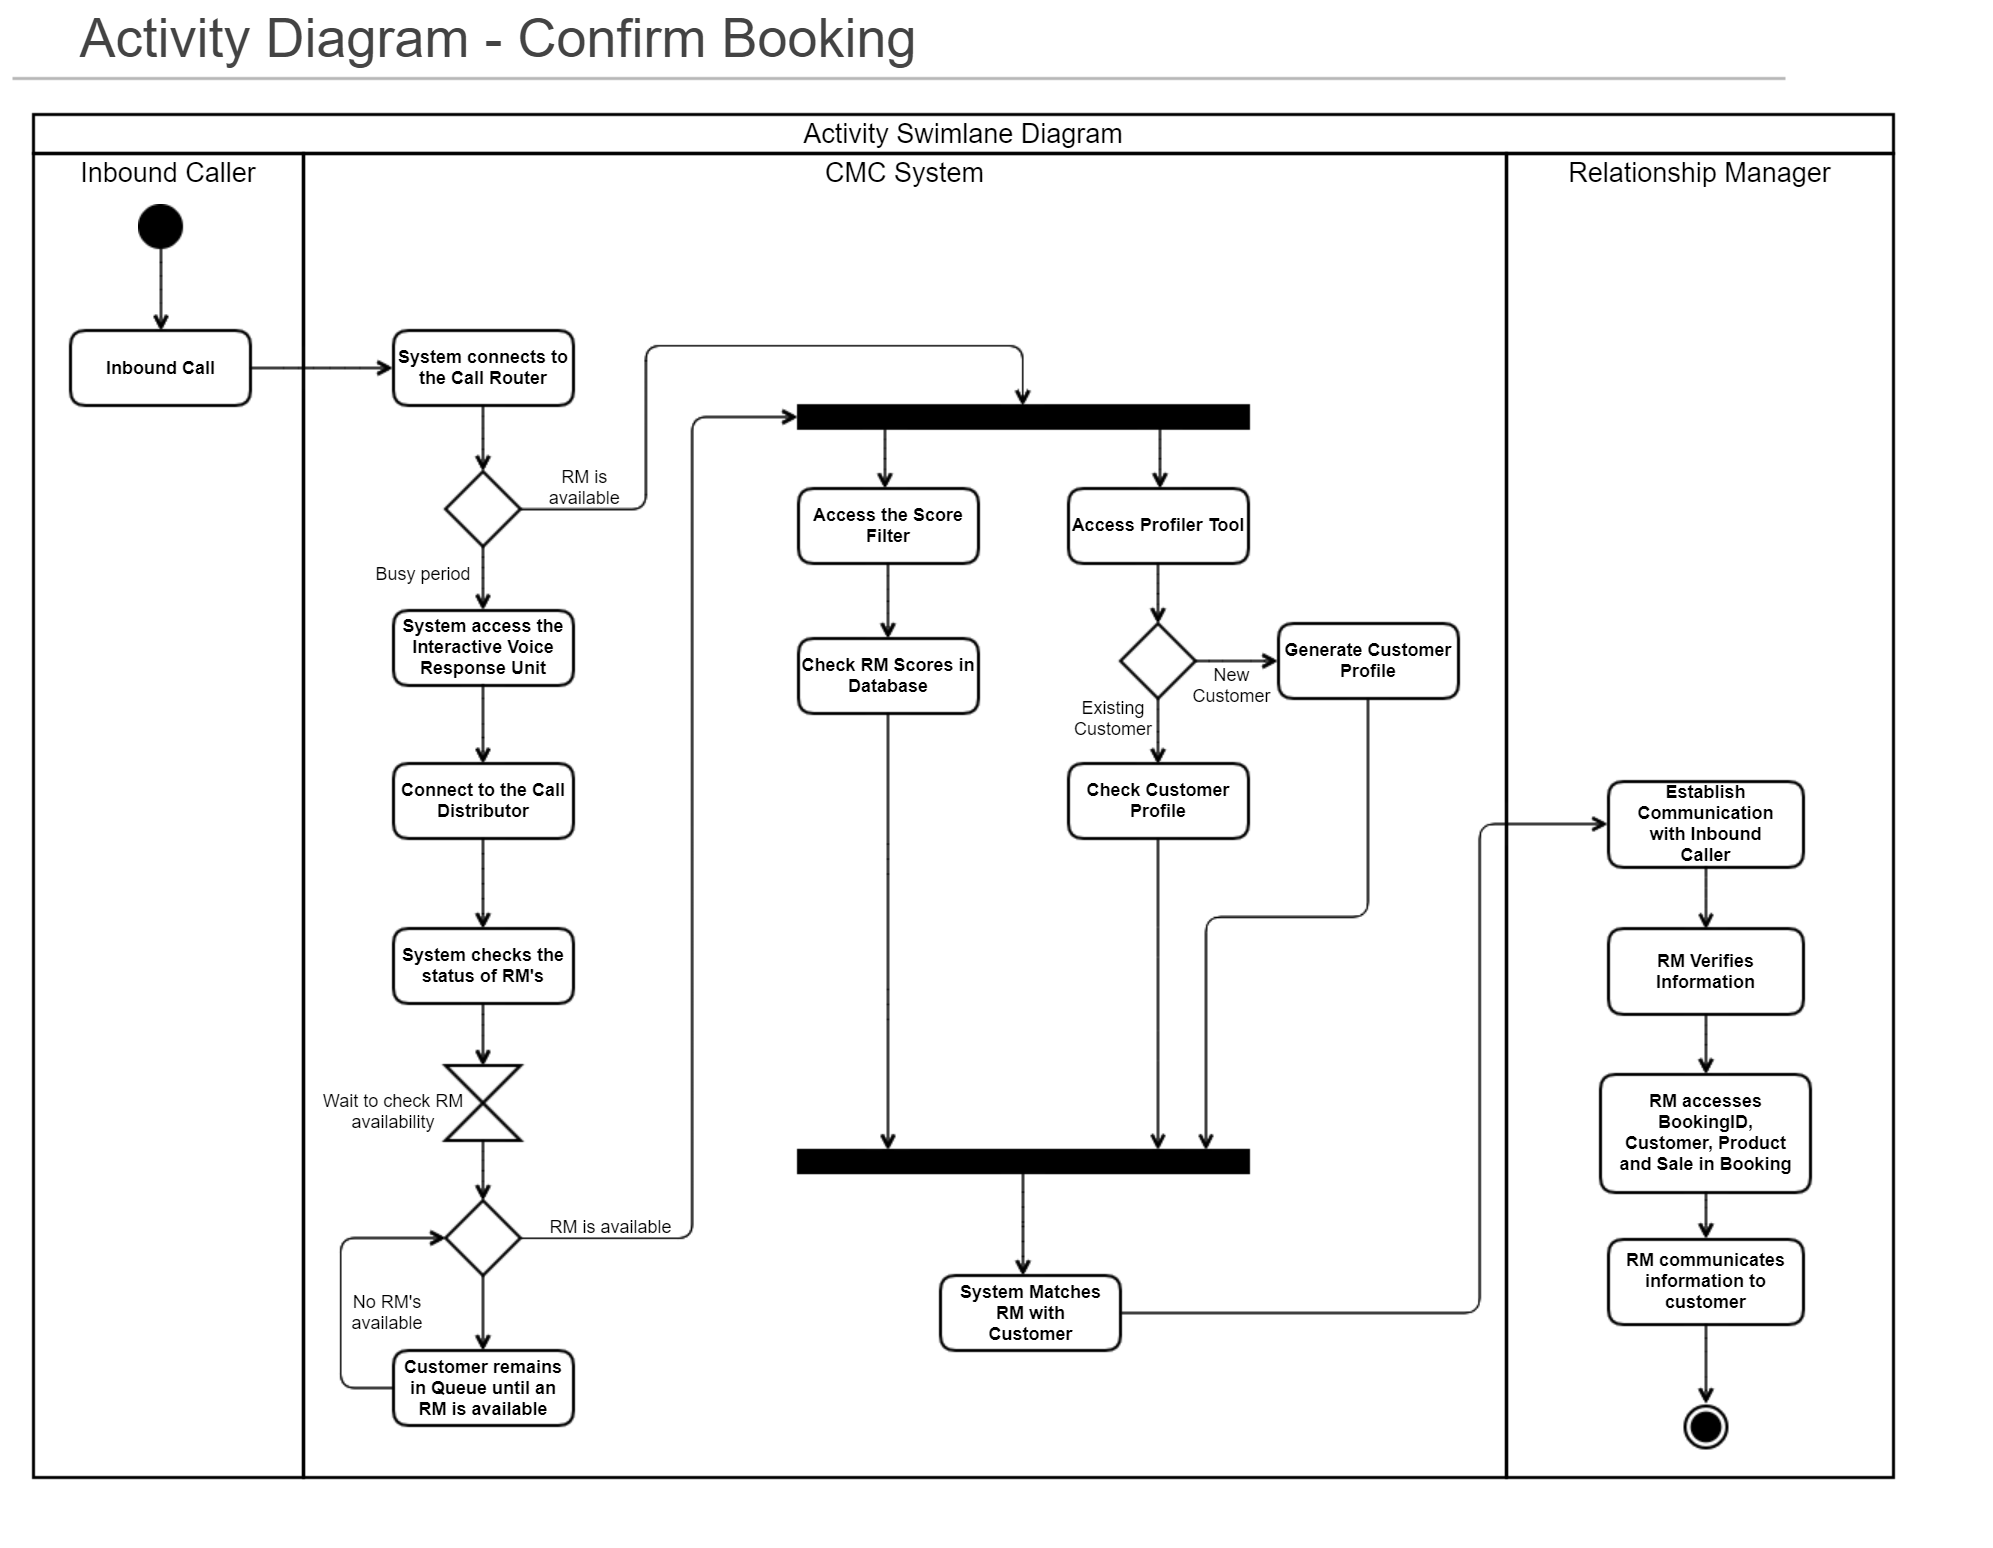 Activity Diagram - Confirm Booking
Activity Swimlane Diagram
Inbound Caller
CMC System
Relationship Manager
Inbound Call
System connects to
the Call Router
RM is
available
Busy period
System access the
Interactive Voice
Response Unit
Connect to the Call
Distributor
System checks the
status of RM's
Wait to check RM
availability
RM is available
No RM's
available
Customer remains
in Queue until an
RM is available
Access the Score
Filter
Check RM Scores in
Database
Access Profiler Tool
New
Customer
Generate Customer
Profile
Existing
Customer
Check Customer
Profile
System Matches
RM with
Customer
Establish
Communication
with Inbound
Caller
RM Verifies
Information
RM accesses
BookingID,
Customer, Product
and Sale in Booking
RM communicates
information to
customer